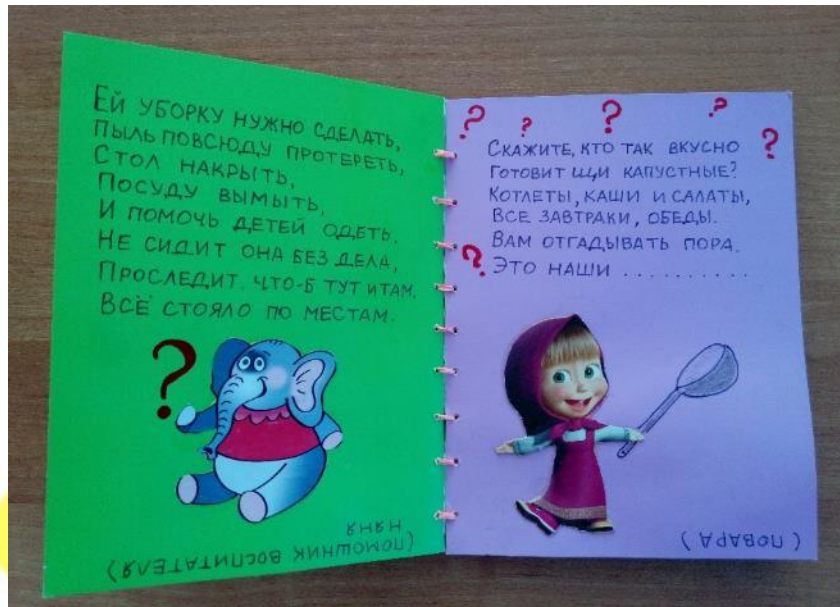 ЕЙ УБОРКУ НУЖНО СДЕЛАТЬ,
ПЫЛЬ ПОВСЮДУ ПРОТЕРЕТЬ,
СТОЛ НАКРЫТЬ,
ПОСУДУ ВЫМЫТЬ,
И ПОМОЧЬ ДЕТЕЙ ОДЕТЬ.
НЕ СИДИТ ОНА БЕЗ ДЕЛА,
ПРОСЛЕДИТ. ЧТО-Б ТУТ И ТАМ.
ВСЁ СТОЯЛО ПО МЕСТАМ.
?
(ПОМОЩНИК ВОСПИТАТЕЛЯ)
НЯНЯ
? ? ? ? ?
СКАЖИТЕ, КТО ТАК ВКУСНО
ГОТОВИТ ЩИ КАПУСТНЫЕ?
КОТЛЕТЫ, КАШИ И САЛАТЫ,
ВСЕ ЗАВТРАКИ, ОБЕДЫ.
ВАМ ОТГАДЫВАТЬ ПОРА.
? ЭТО НАШИ ..........
(ПОВАРА)